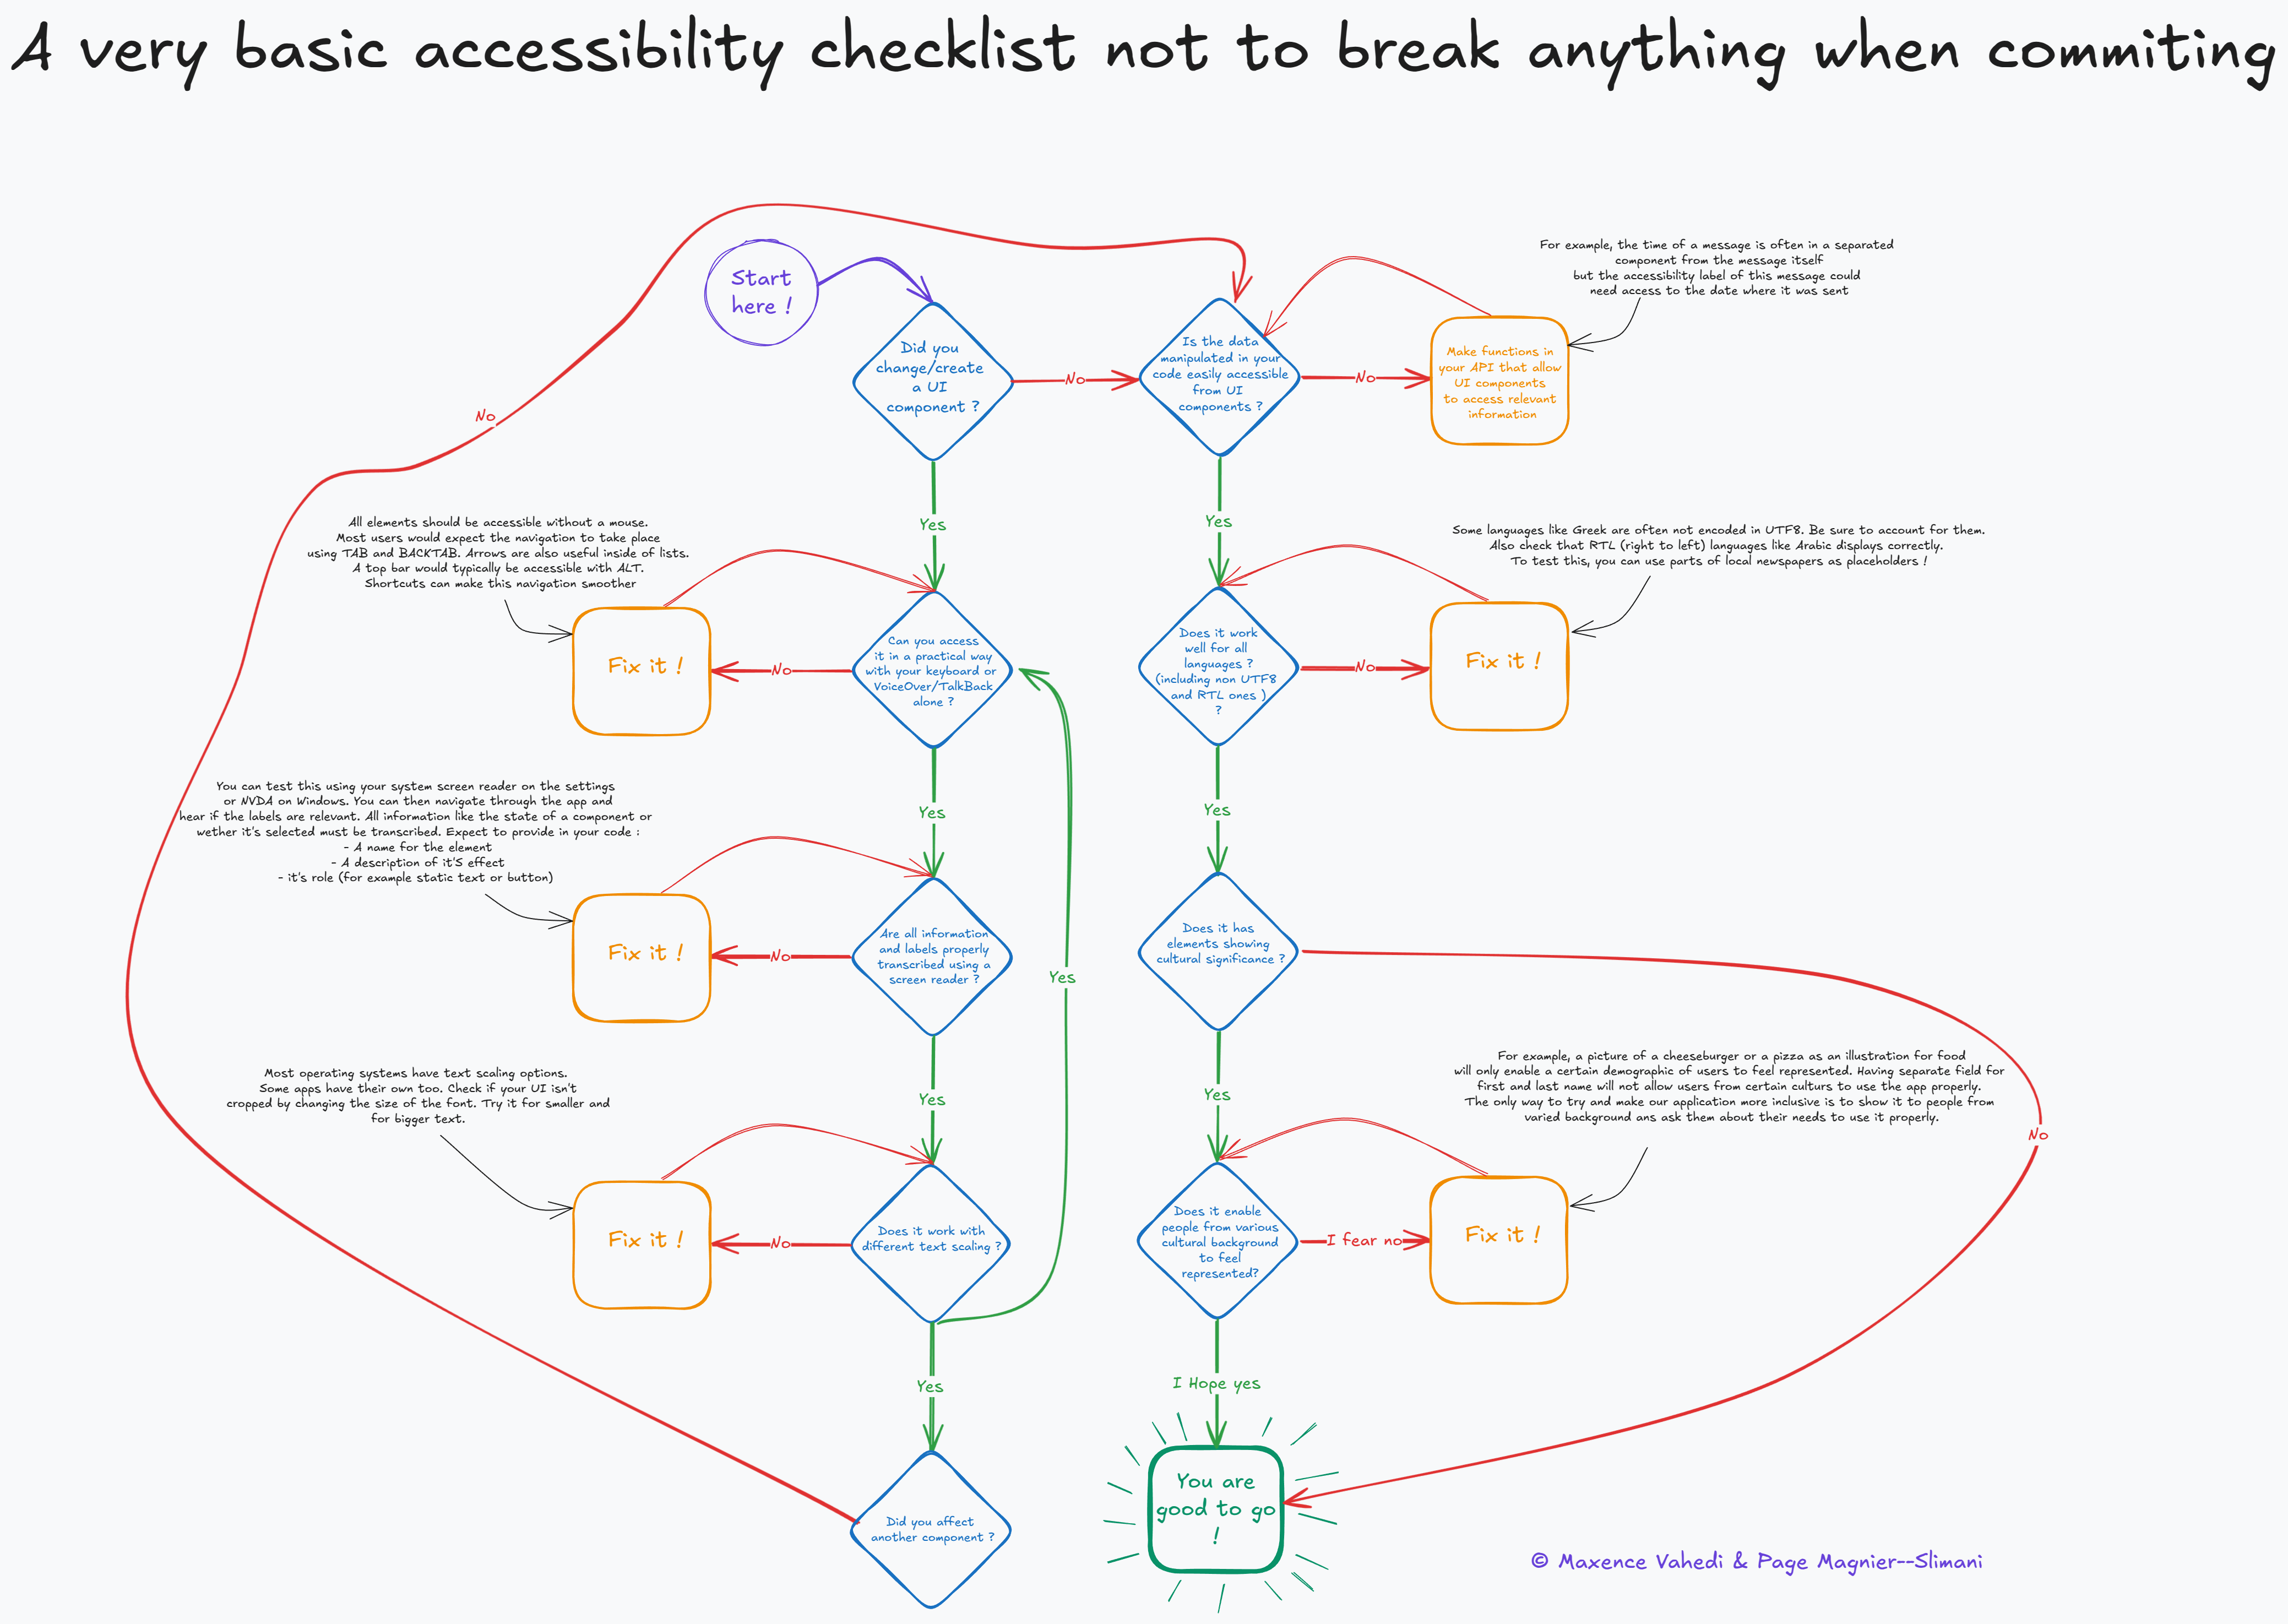 A very basic accessibility checklist not to break anything when commiting
Start
here !
Did you
change/create
a UI
component ?
No
Is the data
manipulated in your
code easily accessible
from UI
components ?
No
Make functions in
your API that allow
UI components
to access relevant
information
For example, the time of a message is often in a separated
component from the message itself
but the accessibility label of this message could
need access to the date where it was sent
No
Yes
Yes
All elements should be accessible without a mouse.
Most users would expect the navigation to take place
using TAB and BACKTAB. Arrows are also useful inside of lists.
A top bar would typically be accessible with ALT.
Shortcuts can make this navigation smoother
Fix it !
No
Can you access
it in a practical way
with your keyboard or
VoiceOver/TalkBack
alone ?
Does it work
well for all
languages ?
(including non UTF8
and RTL ones )
?
No
Fix it !
Some languages like Greek are often not encoded in UTF8. Be sure to account for them.
Also check that RTL (right to left) languages like Arabic displays correctly.
To test this, you can use parts of local newspapers as placeholders !
Yes
Yes
You can test this using your system screen reader on the settings
or NVDA on Windows. You can then navigate through the app and
hear if the labels are relevant. All information like the state of a component or
wether it's selected must be transcribed. Expect to provide in your code :
- A name for the element
- A description of it'S effect
- it's role (for example static text or button)
Fix it !
No
Are all information
and labels properly
transcribed using a
screen reader ?
Yes
Does it has
elements showing
cultural significance ?
No
Yes
Yes
Most operating systems have text scaling options.
Some apps have their own too. Check if your UI isn't
cropped by changing the size of the font. Try it for smaller and
for bigger text.
Fix it !
No
Does it work with
different text scaling ?
Does it enable
people from various
cultural background
to feel
represented?
I fear no
Fix it !
For example, a picture of a cheeseburger or a pizza as an illustration for food
will only enable a certain demographic of users to feel represented. Having separate field for
first and last name will not allow users from certain culturs to use the app properly.
The only way to try and make our application more inclusive is to show it to people from
varied background ans ask them about their needs to use it properly.
Yes
I Hope yes
Did you affect
another component ?
You are
good to go
!
© Maxence Vahedi & Page Magnier--Slimani